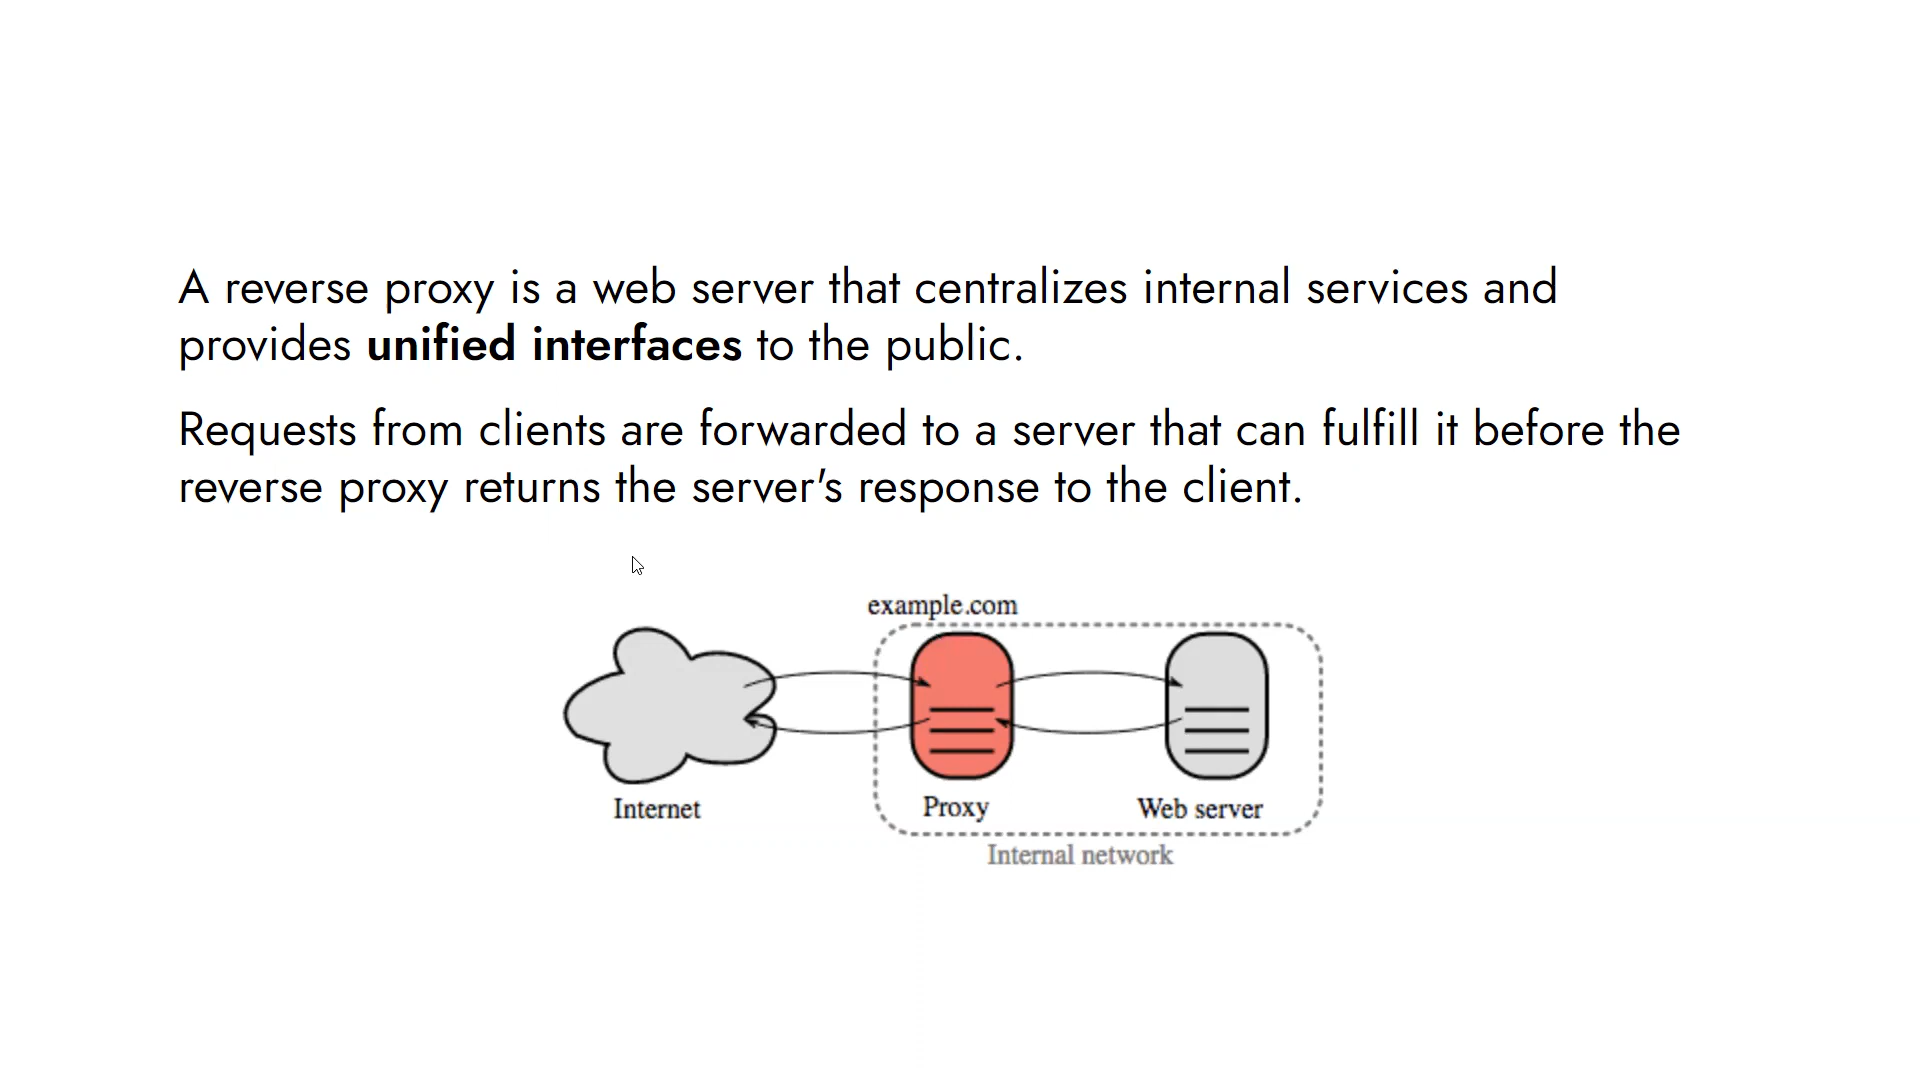 A reverse proxy is a web server that centralizes internal services and
provides unified interfaces to the public.
Requests from clients are forwarded to a server that can fulfill it before the
reverse proxy returns the server's response to the client.
example.com
Internet
Proxy
Web server
Internal network